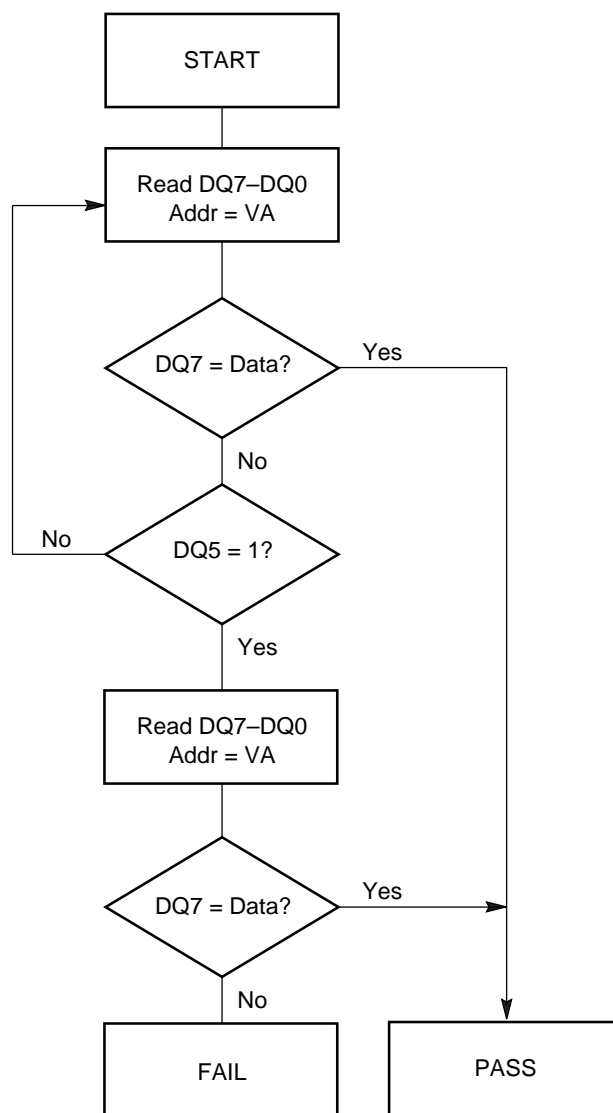 START
Read DQ7–DQ0
Addr = VA
DQ7 = Data?
Yes
No
No
DQ5 = 1?
Yes
Read DQ7–DQ0
Addr = VA
DQ7 = Data?
Yes
No
FAIL
PASS